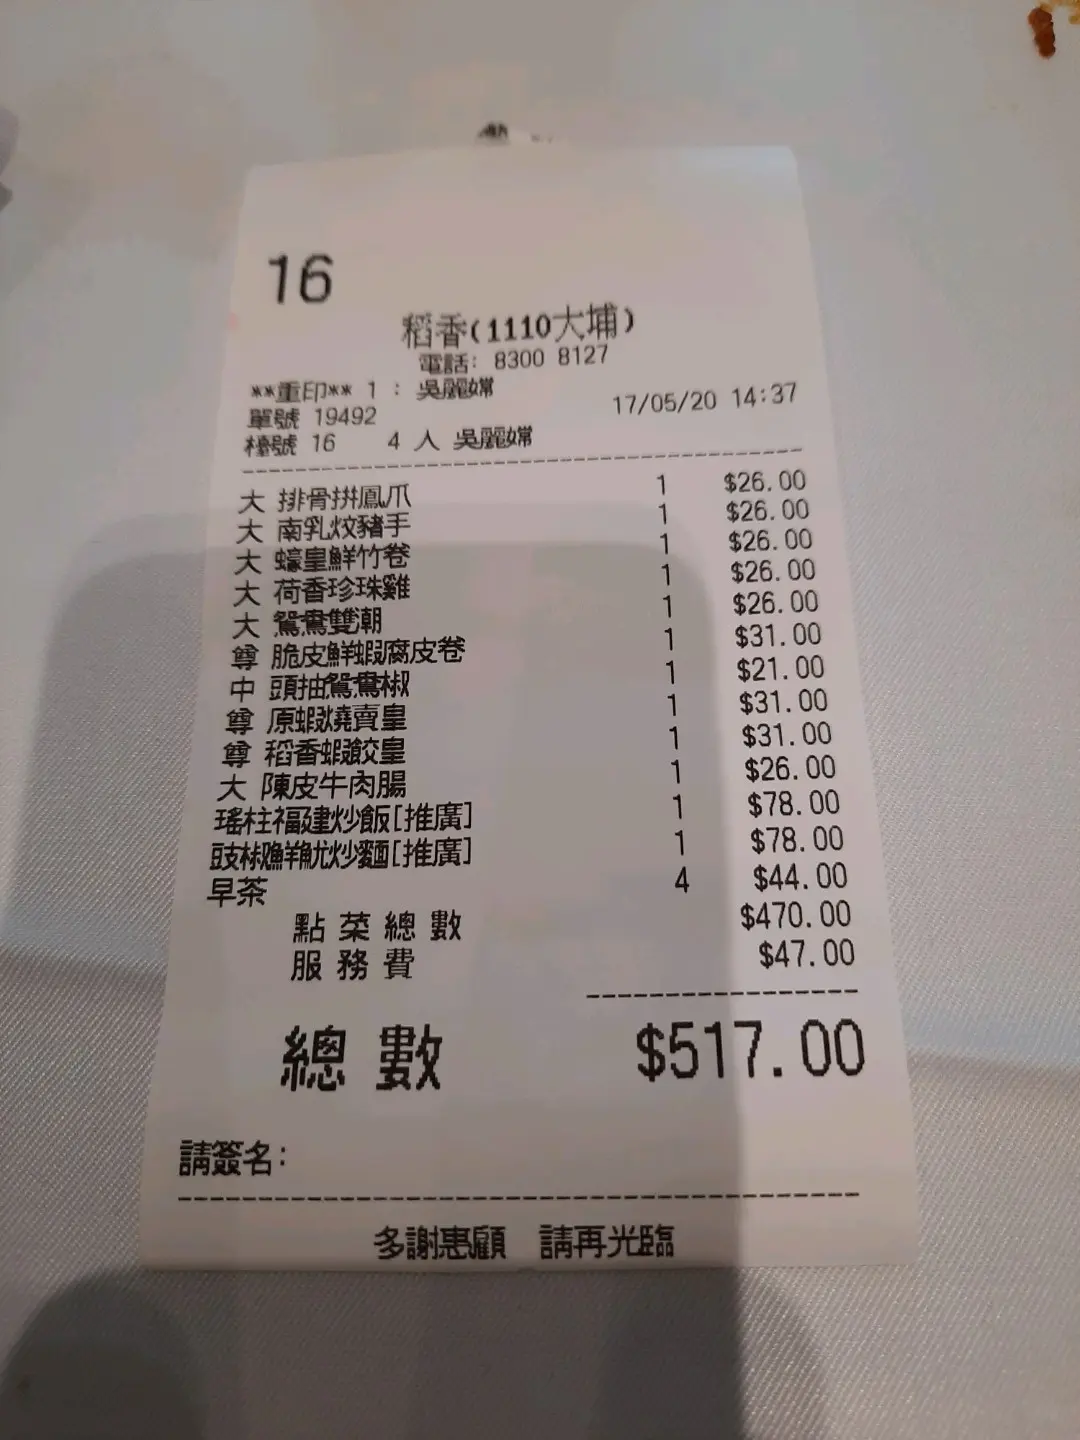 16
稻香(1110大埔)
電話: 8300 8127
**重印** 1 : 吳麗嫦
17/05/20 14:37
單號 19492
檯號 16 4 人 吳麗嫦
大 排骨拼鳳爪 1 $26.00
大 南乳炆豬手 1 $26.00
大 蠔皇鮮竹卷 1 $26.00
大 荷香珍珠雞 1 $26.00
大 鴛鴦雙潮 1 $26.00
尊 脆皮鮮蝦腐皮卷 1 $31.00
中 頭抽鴛鴦椒 1 $21.00
尊 原蝦燒賣皇 1 $31.00
尊 稻香蝦餃皇 1 $31.00
大 陳皮牛肉腸 1 $26.00
瑤柱福建炒飯[推廣] 1 $78.00
豉椒鮮魷炒麵[推廣] 1 $78.00
早茶 4 $44.00
點菜總數 $470.00
服務費 $47.00
總數 $517.00
請簽名:
多謝惠顧 請再光臨